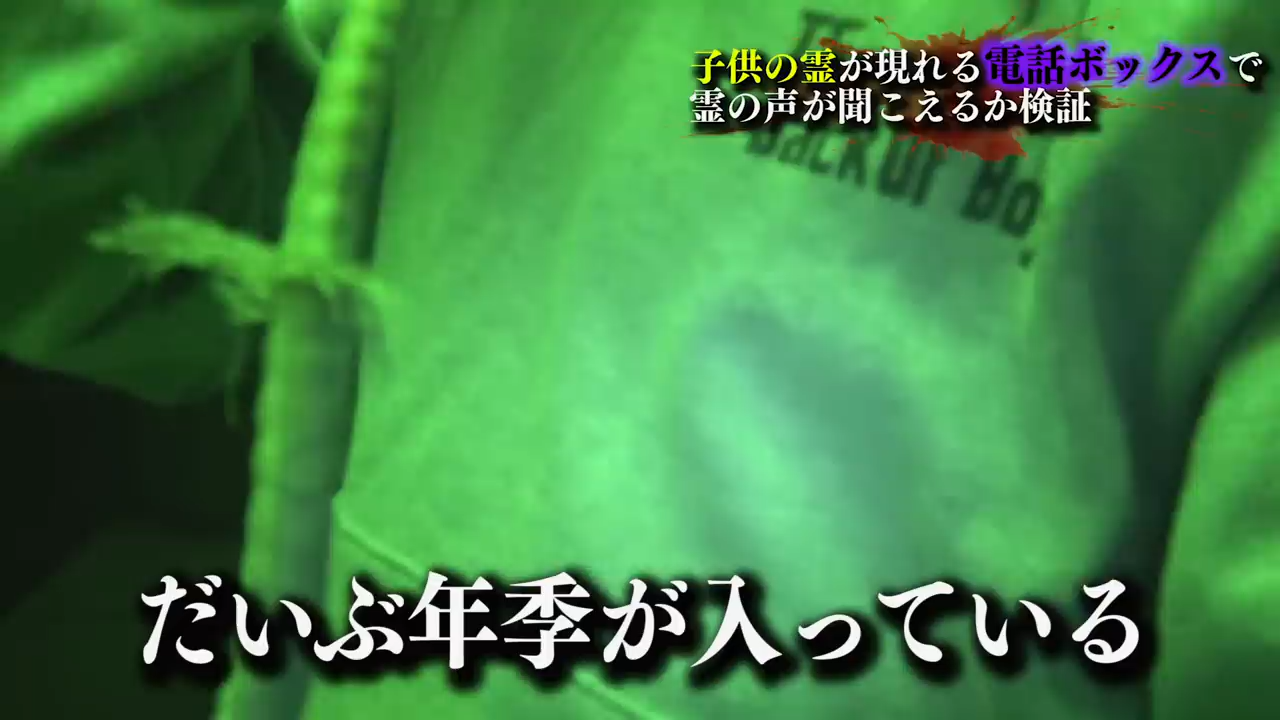 子供の霊が現れる電話ボックスで
霊の声が聞こえるか検証
だいぶ年季が入っている